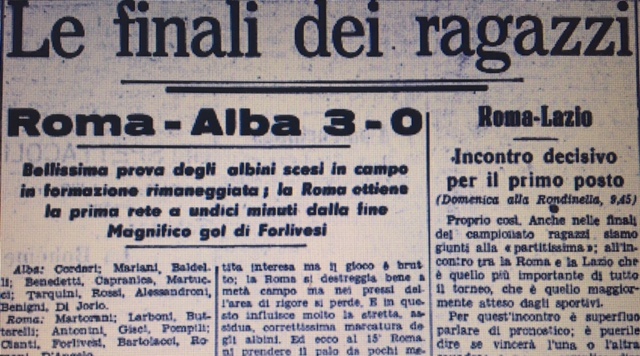 Le finali dei ragazzi
Roma - Alba 3 - 0
Bellissima prova degli albini scesi in campo
in formazione rimaneggiata; la Roma ottiene
la prima rete a undici minuti dalla fine
Magnifico gol di Forlivesi
Alba: Corderi; Mariani, Baldel-
li; Benedetti, Capranica, Martuc-
ci; Tarquini, Rossi, Alessandroni,
Benigni, Di Jorio.
Roma: Martorani; Larboni, But-
tarelli; Antonini, Gisci, Pompili;
Cianti, Forlivesi, Bartolacci, Ro-
tita interesa ma il gioco è brut-
to; la Roma si destreggia bene a
metà campo ma nei pressi del-
l'area di rigore si perde. E in que-
sto influisce molto la stretta, as-
sidua, correttissima marcatura de
gli albini. Ed ecco al 15' Roma-
ni prendere il palo da pochi me-
Roma-Lazio
Incontro decisivo
per il primo posto
(Domenica alla Rondinella, 9,45)
Proprio così. Anche nelle finali
del campionato ragazzi siamo
giunti alla « partitissima »; all'in-
contro tra la Roma e la Lazio che
è quello più importante di tutto
il torneo, che è quello maggior-
mente atteso dagli sportivi.
Per quest'incontro è superfluo
parlare di pronostico; è puerile
dire se vincerà l'una o l'altra